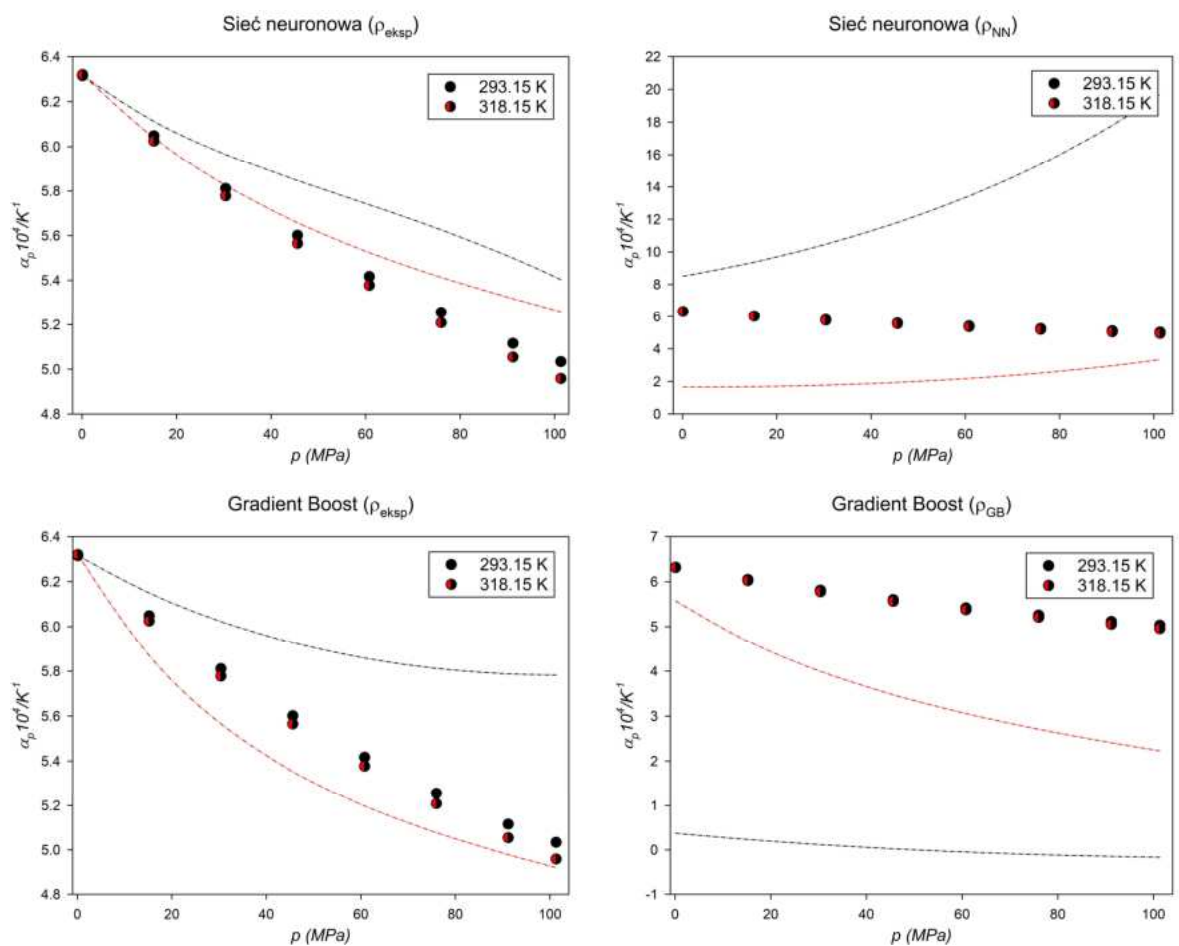 Sieć neuronowa (ρeksp)
6.4
6.2
6.0
5.8
5.6
5.4
5.2
5.0
4.8
αp10⁴/K⁻¹
293.15 K
318.15 K
0 20 40 60 80 100
p (MPa)
Sieć neuronowa (ρNN)
22
20
18
16
14
12
10
8
6
4
2
0
αp10⁴/K⁻¹
293.15 K
318.15 K
0 20 40 60 80 100
p (MPa)
Gradient Boost (ρeksp)
6.4
6.2
6.0
5.8
5.6
5.4
5.2
5.0
4.8
αp10⁴/K⁻¹
293.15 K
318.15 K
0 20 40 60 80 100
p (MPa)
Gradient Boost (ρGB)
7
6
5
4
3
2
1
0
-1
αp10⁴/K⁻¹
293.15 K
318.15 K
0 20 40 60 80 100
p (MPa)